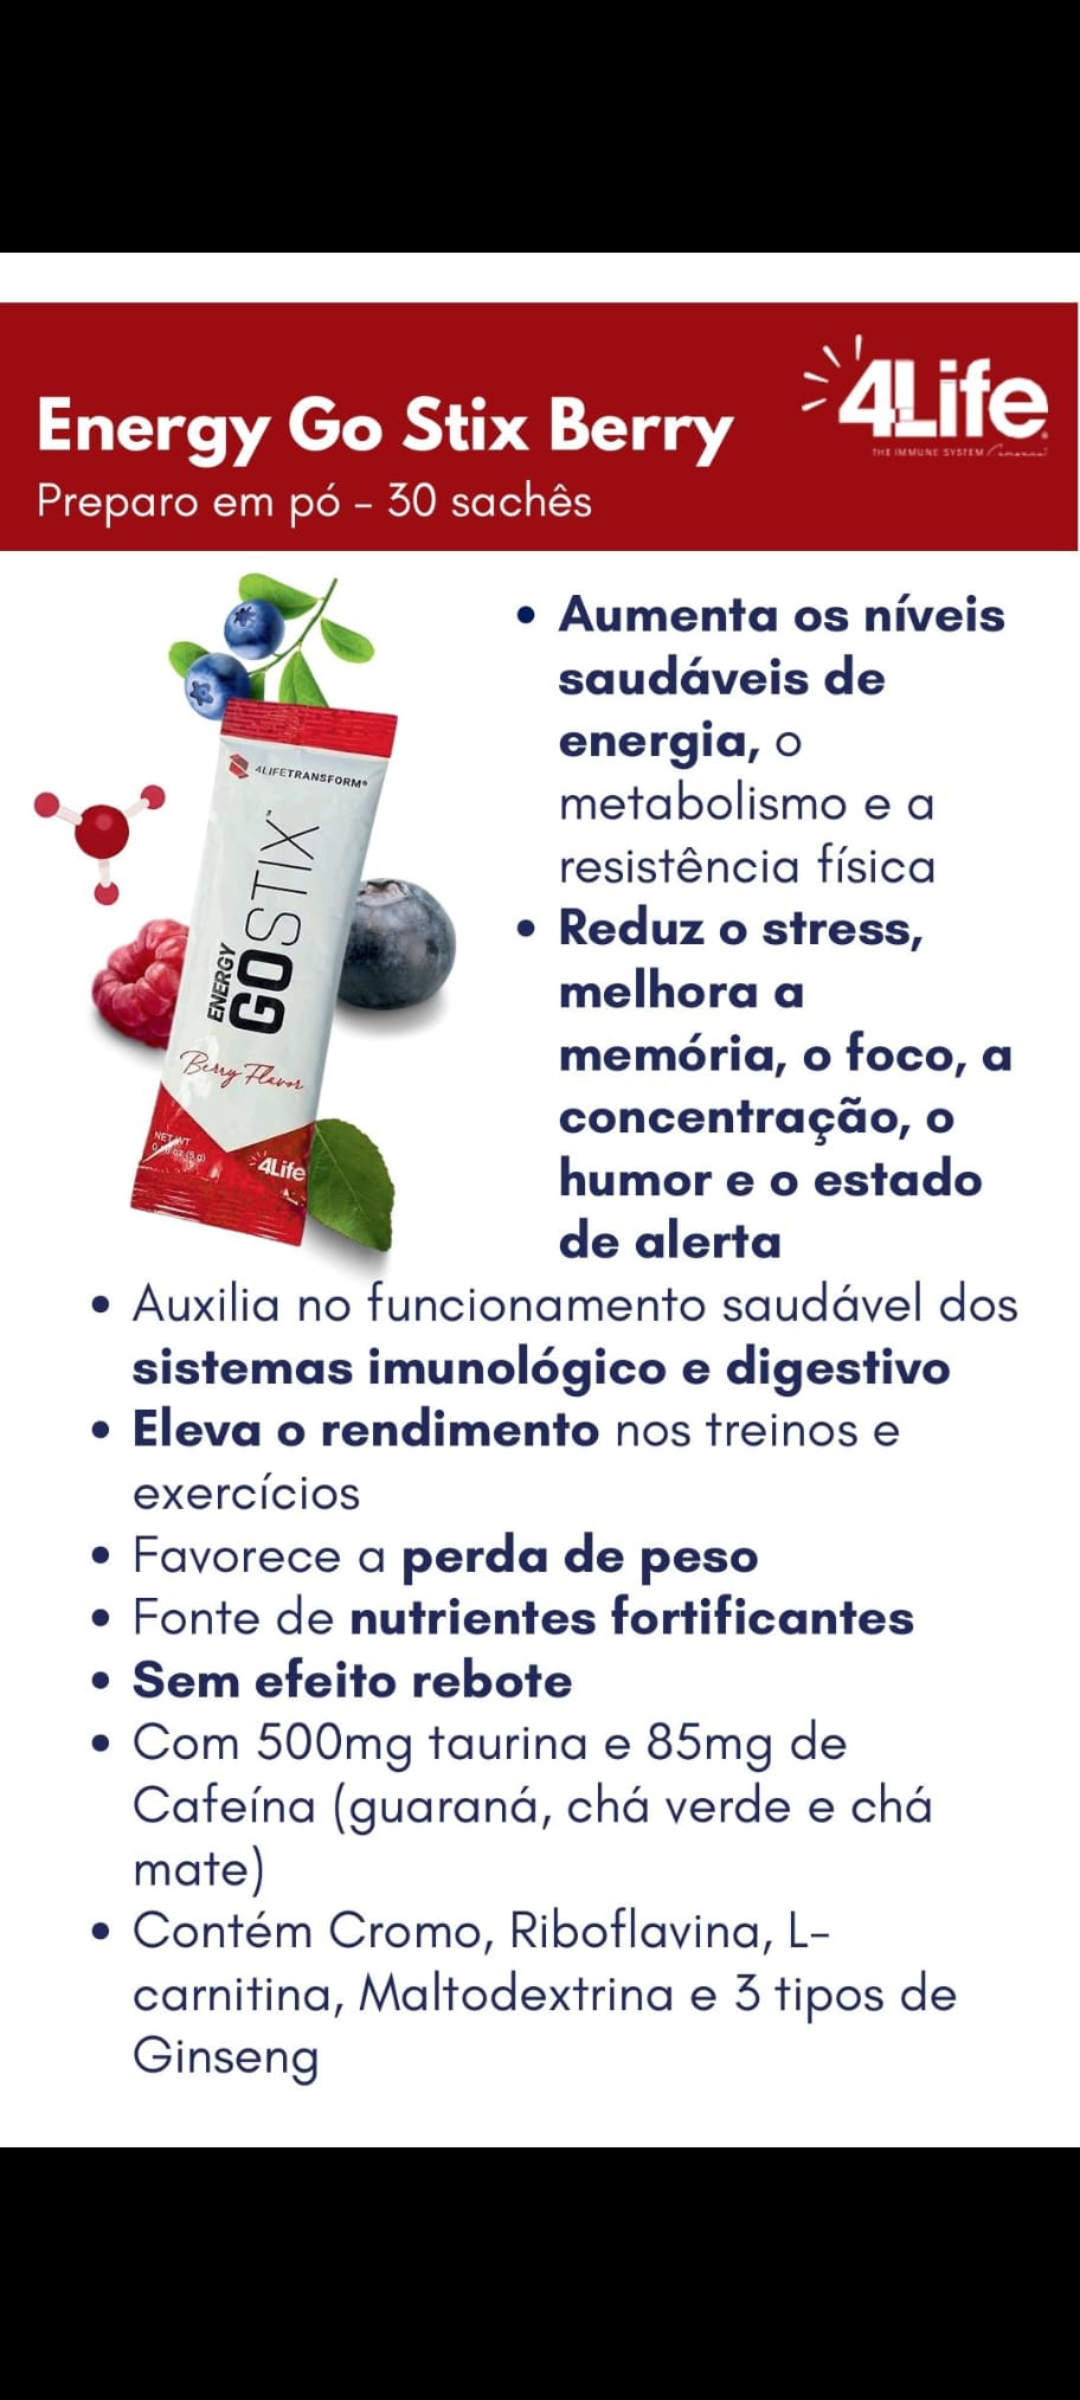 4Life
THE IMMUNE SYSTEM
Energy Go Stix Berry
Preparo em pó - 30 sachês
4LIFETRANSFORM®
ENERGY
GOSTIX™
Berry Flavor
NET WT
(5 g)
4Life
• Aumenta os níveis
saudáveis de
energia, o
metabolismo e a
resistência física
• Reduz o stress,
melhora a
memória, o foco, a
concentração, o
humor e o estado
de alerta
• Auxilia no funcionamento saudável dos
sistemas imunológico e digestivo
• Eleva o rendimento nos treinos e
exercícios
• Favorece a perda de peso
• Fonte de nutrientes fortificantes
• Sem efeito rebote
• Com 500mg taurina e 85mg de
Cafeína (guaraná, chá verde e chá
mate)
• Contém Cromo, Riboflavina, L-
carnitina, Maltodextrina e 3 tipos de
Ginseng